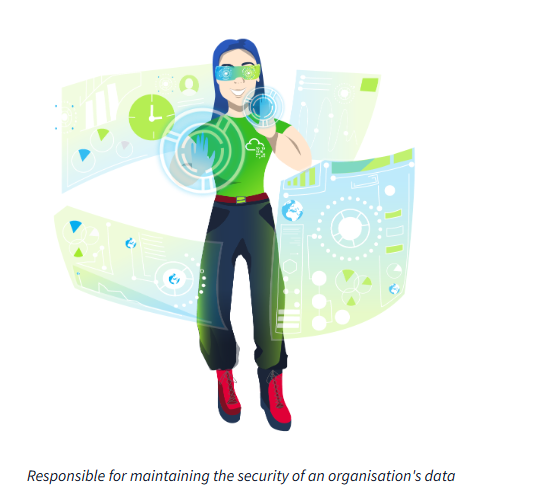 Responsible for maintaining the security of an organisation's data